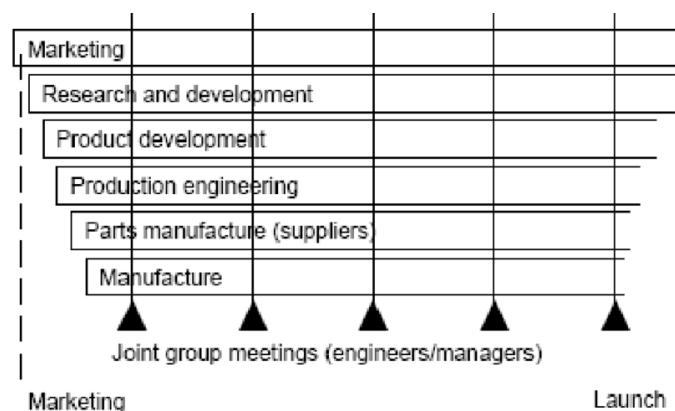 Marketing
Research and development
Product development
Production engineering
Parts manufacture (suppliers)
Manufacture
Joint group meetings (engineers/managers)
Marketing
Launch